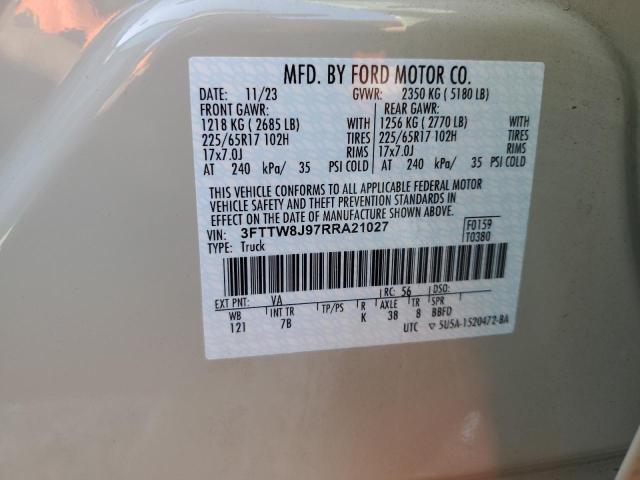 MFD. BY FORD MOTOR CO.
DATE: 11/23 GVWR: 2350 KG ( 5180 LB)
FRONT GAWR: REAR GAWR:
1218 KG ( 2685 LB) WITH 1256 KG ( 2770 LB) WITH
225/65R17 102H TIRES 225/65R17 102H TIRES
17x7.0J RIMS 17x7.0J RIMS
AT 240 kPa/ 35 PSI COLD AT 240 kPa/ 35 PSI COLD
THIS VEHICLE CONFORMS TO ALL APPLICABLE FEDERAL MOTOR
VEHICLE SAFETY AND THEFT PREVENTION STANDARDS IN
EFFECT ON THE DATE OF MANUFACTURE SHOWN ABOVE.
VIN: 3FTTW8J97RRA21027 F0159
TYPE: Truck T0380
EXT PNT: VA RC: 56 DSO:
WB INT TR TP/PS R AXLE TR SPR
121 7B K 38 8 BBFD
UTC ▽ 5U5A-1520472-BA